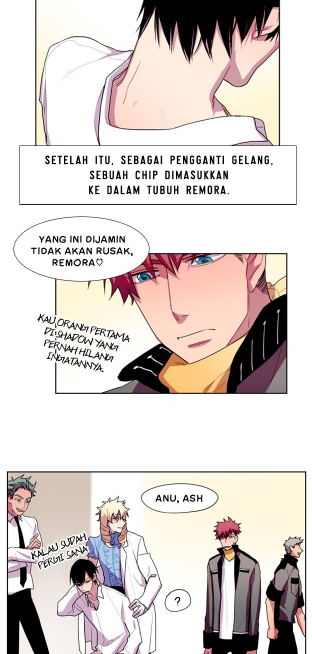 SETELAH ITU, SEBAGAI PENGGANTI GELANG,
SEBUAH CHIP DIMASUKKAN
KE DALAM TUBUH REMORA.
YANG INI DIJAMIN
TIDAK AKAN RUSAK,
REMORA♡
KAU ORANG PERTAMA
DI SHADOW YANG
PERNAH HILANG
INGATANNYA.
ANU, ASH
KALAU SUDAH
PERGI SANA
?